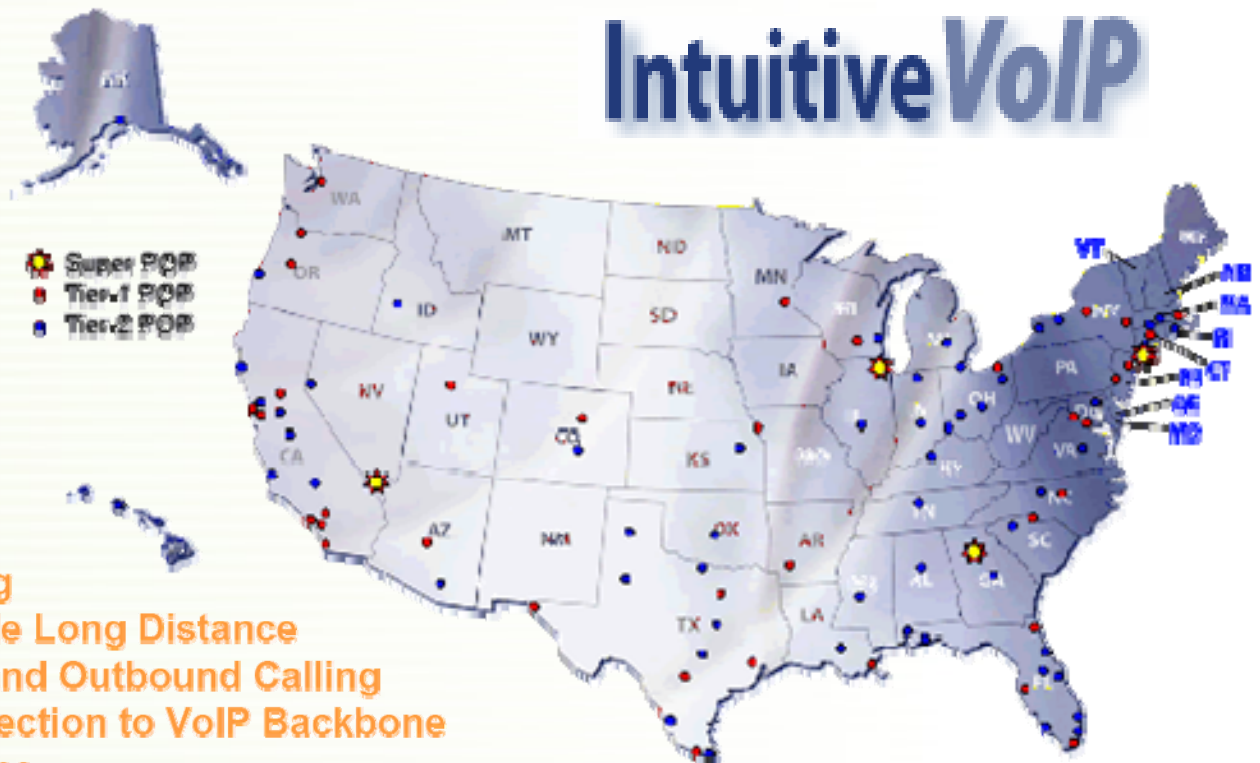 IntuitiveVoIP
Super POP
Tier-1 POP
Tier-2 POP
WA
OR
ID
MT
ND
SD
MN
WY
IA
NV
UT
CO
NE
KS
CA
AZ
NM
OK
TX
AR
LA
NY
PA
OH
WV
VA
KY
TN
NC
SC
AL
GA
FL
VT
MA
RI
CT
DE
MD
g
e Long Distance
nd Outbound Calling
ection to VoIP Backbone